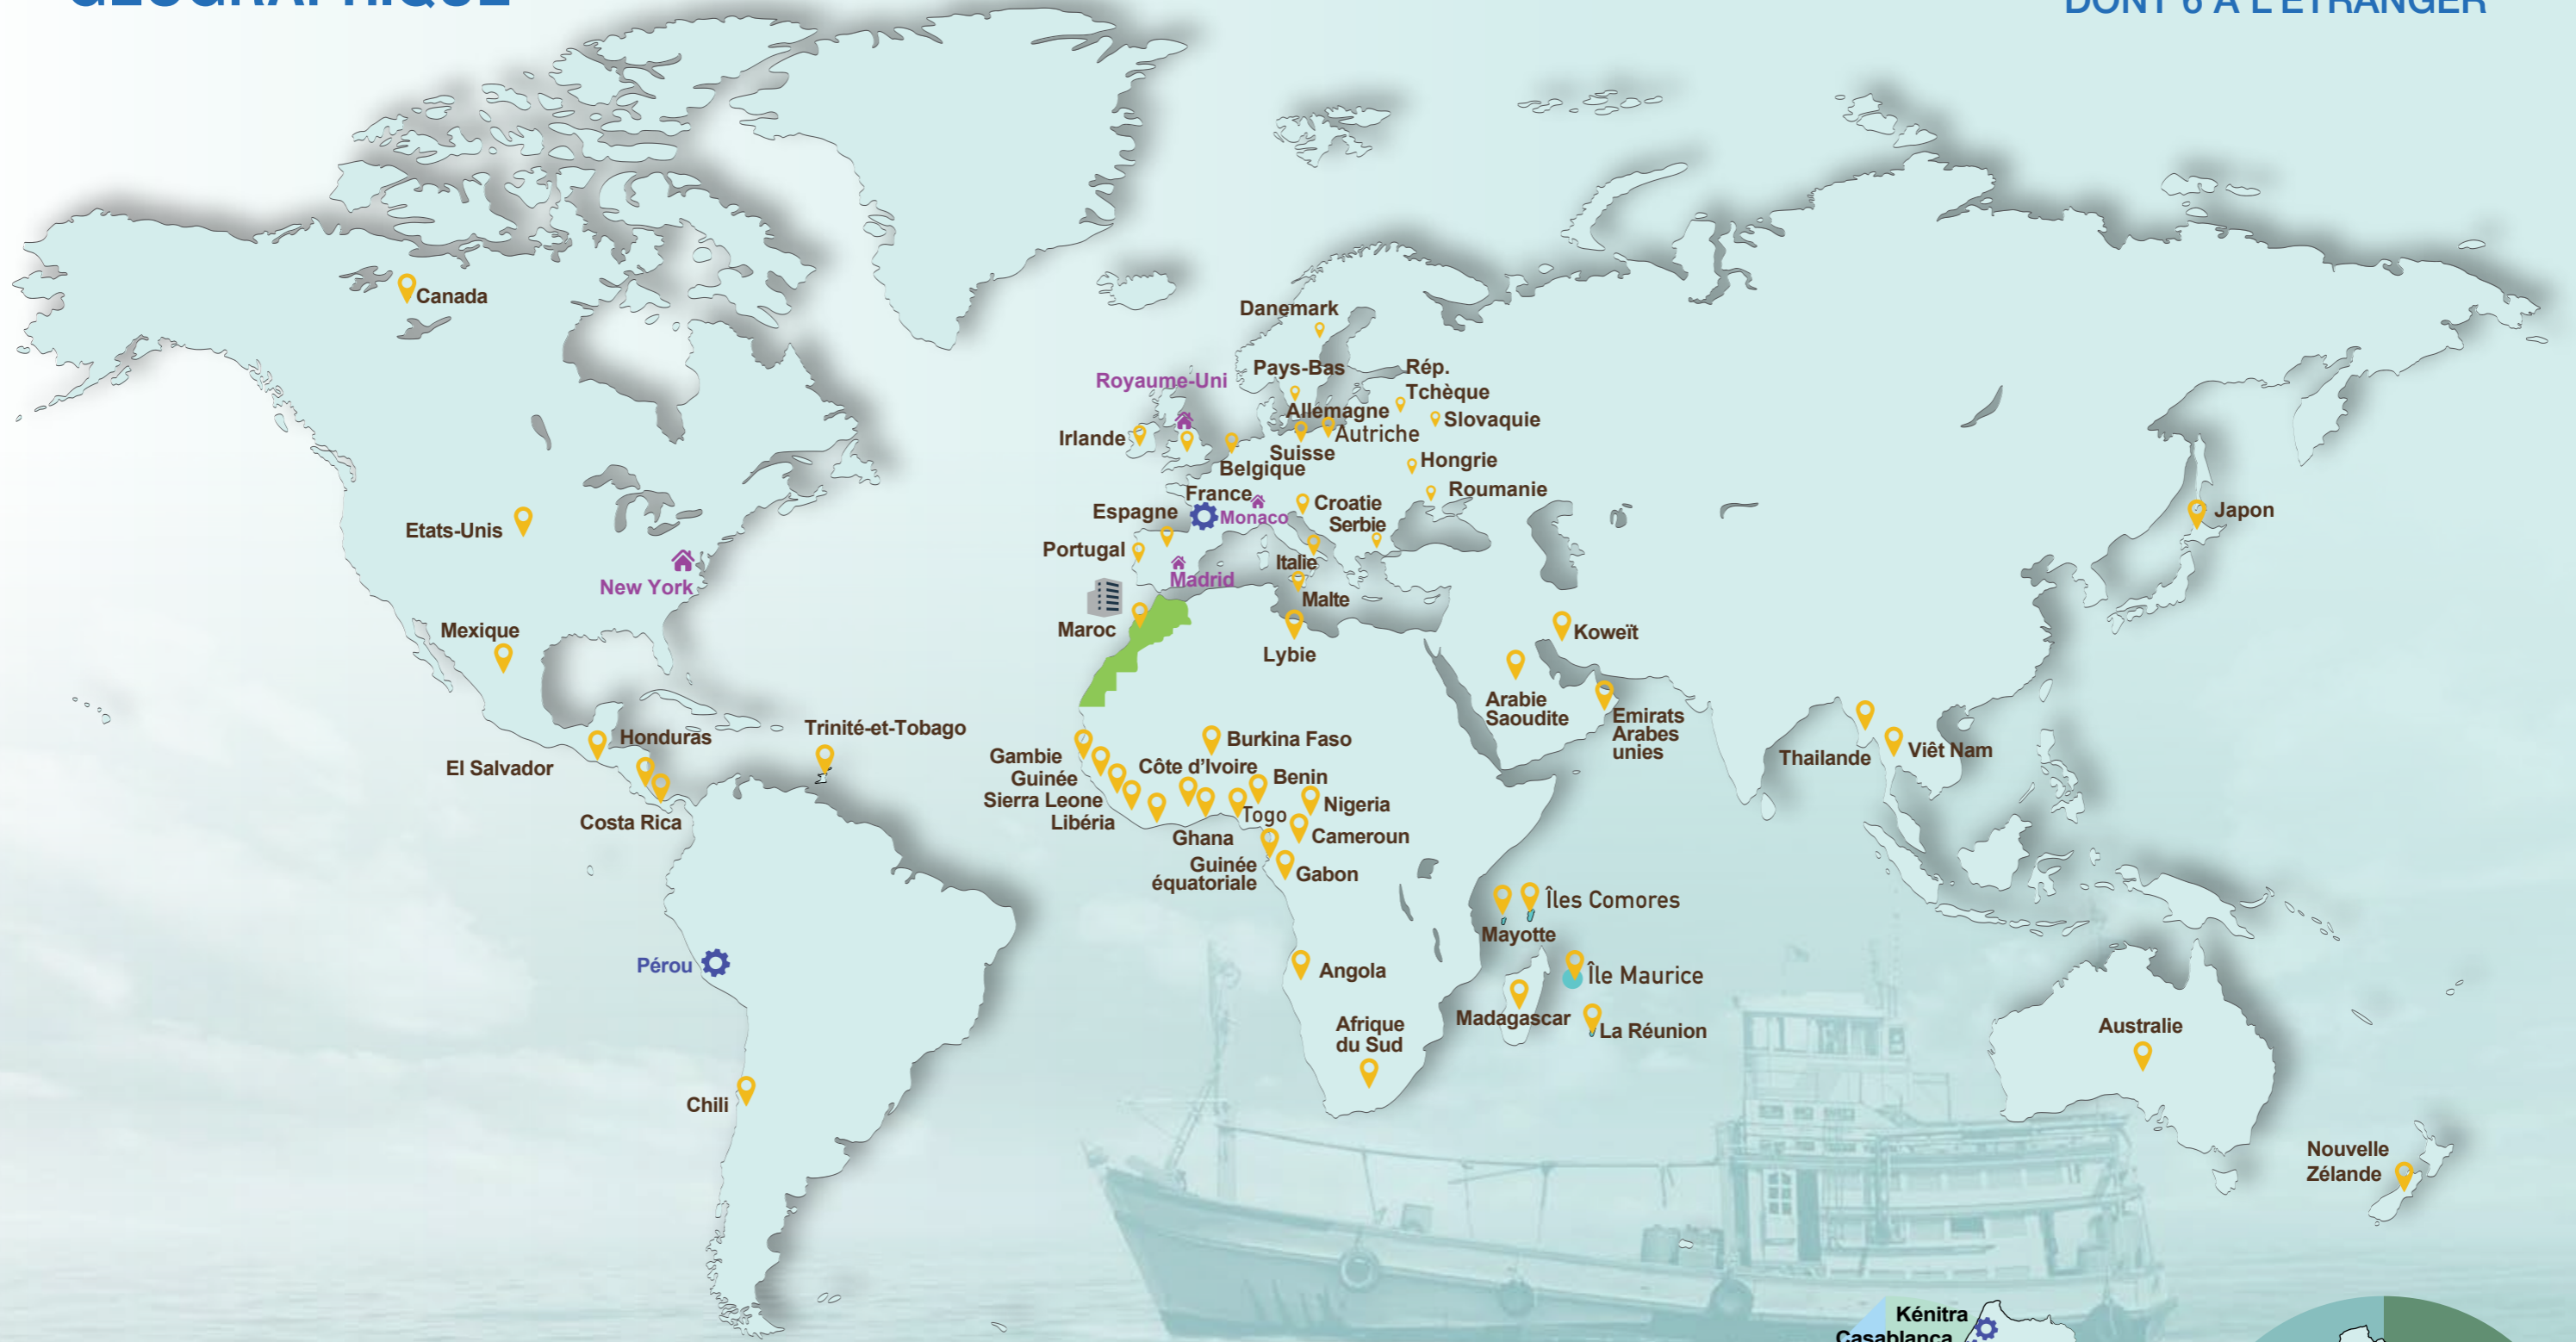 GÉOGRAPHIQUE
DONT 6 À L'ÉTRANGER
Canada
Danemark
Pays-Bas
Rép.
Tchèque
Royaume-Uni
Allemagne
Slovaquie
Irlande
Autriche
Suisse
Belgique
Hongrie
France
Roumanie
Croatie
Espagne
Monaco
Serbie
Japon
Etats-Unis
Portugal
Italie
Madrid
New York
Malte
Maroc
Mexique
Koweït
Lybie
Arabie
Saoudite
Emirats
Arabes
unies
Trinité-et-Tobago
Honduras
Burkina Faso
Gambie
Thailande
Viêt Nam
El Salvador
Côte d'Ivoire
Guinée
Benin
Sierra Leone
Nigeria
Togo
Costa Rica
Libéria
Ghana
Cameroun
Guinée
équatoriale
Gabon
Îles Comores
Mayotte
Pérou
Angola
Île Maurice
Madagascar
Afrique
du Sud
La Réunion
Australie
Chili
Nouvelle
Zélande
Kénitra
Casablanca